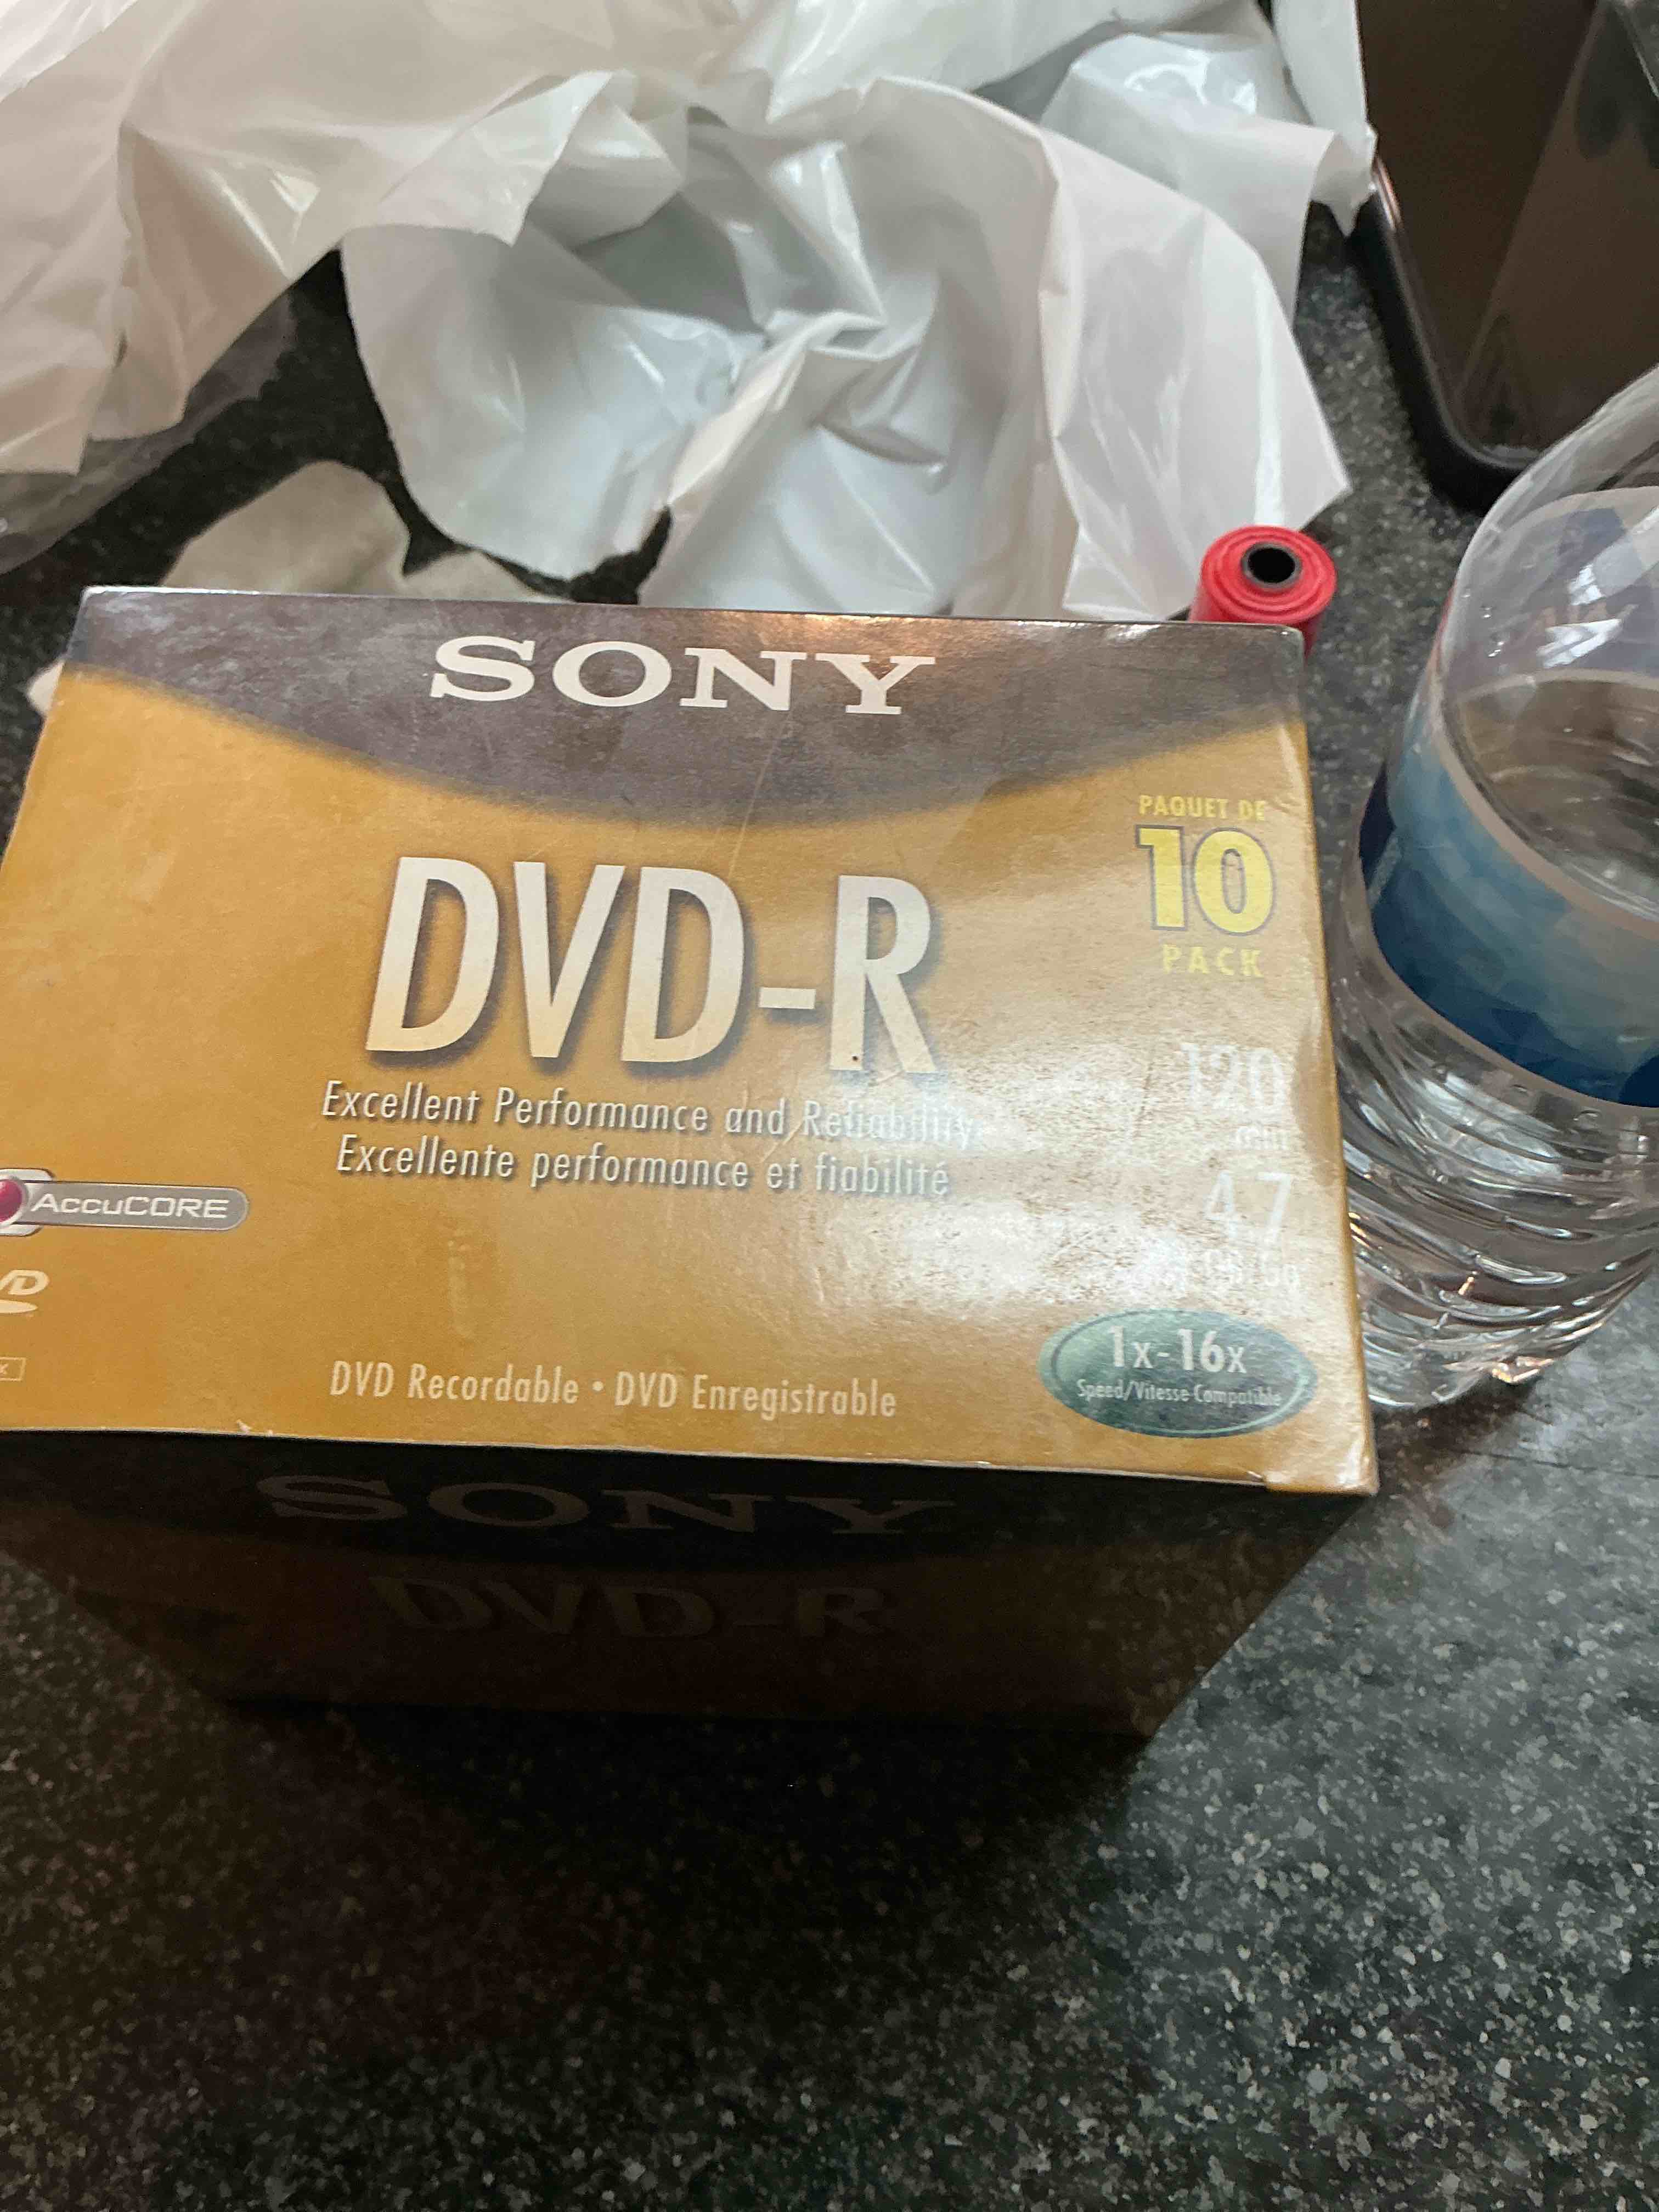 SONY
PAQUET DE
10
PACK
DVD-R
120
min
Excellent Performance and Reliability
Excellente performance et fiabilité
4.7
AccuCORE
1x-16x
Speed/Vitesse Compatible
DVD Recordable • DVD Enregistrable
SONY
DVD-R